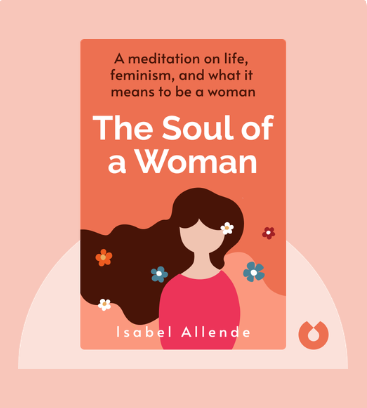 A meditation on life,
feminism, and what it
means to be a woman
The Soul of
a Woman
Isabel Allende